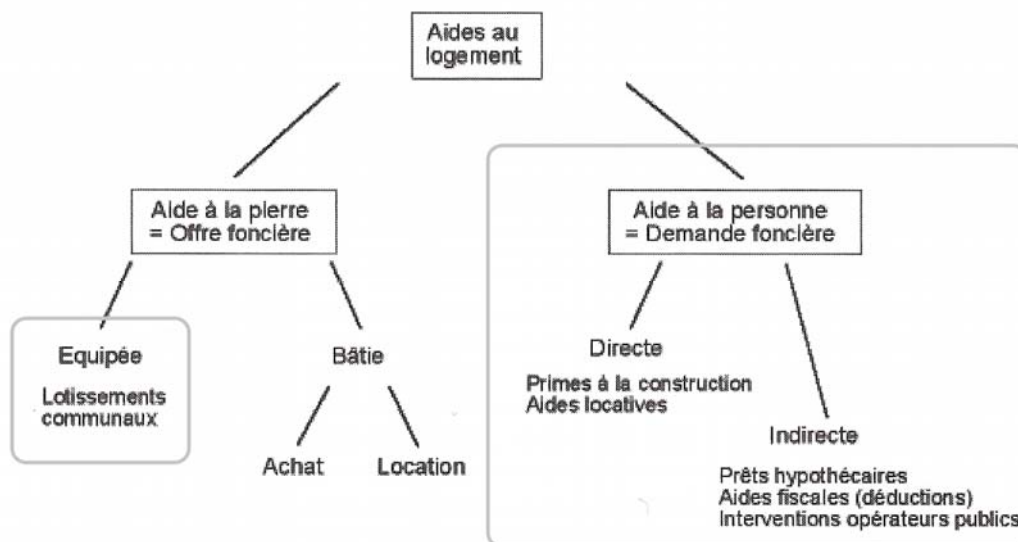 Aides au
logement
Aide à la pierre
= Offre foncière
Aide à la personne
= Demande foncière
Equipée
Lotissements
communaux
Bâtie
Achat
Location
Directe
Primes à la construction
Aides locatives
Indirecte
Prêts hypothécaires
Aides fiscales (déductions)
Interventions opérateurs publics